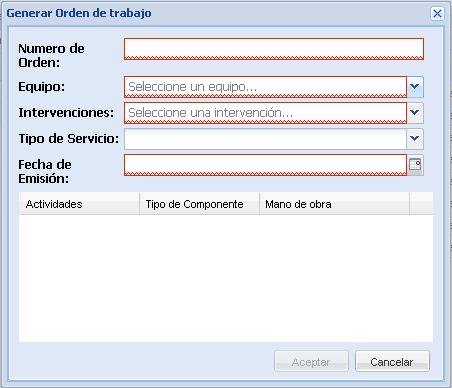 Generar Orden de trabajo
Numero de
Orden:
Equipo:
Seleccione un equipo...
Intervenciones:
Seleccione una intervención...
Tipo de Servicio:
Fecha de
Emisión:
Actividades Tipo de Componente Mano de obra
Aceptar Cancelar